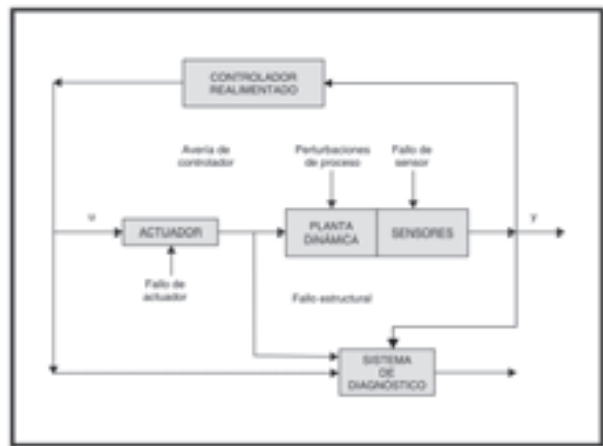 CONTROLADOR
REALIMENTADO
Avería de
controlador
Perturbaciones
de proceso
Fallo de
sensor
u
ACTUADOR
PLANTA
DINÁMICA
SENSORES
y
Fallo de
actuador
Fallo estructural
SISTEMA
DE
DIAGNÓSTICO